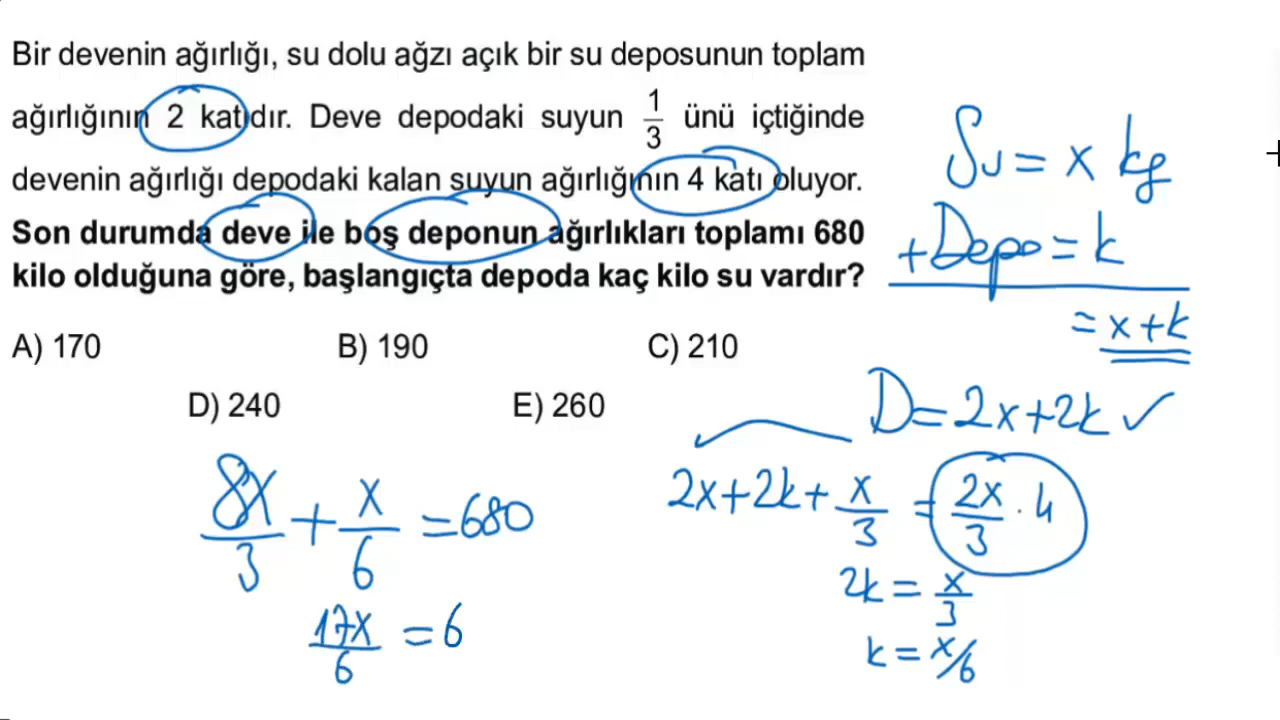 Bir devenin ağırlığı, su dolu ağzı açık bir su deposunun toplam
ağırlığının 2 katıdır. Deve depodaki suyun 1/3 ünü içtiğinde
devenin ağırlığı depodaki kalan suyun ağırlığının 4 katı oluyor.
Son durumda deve ile boş deponun ağırlıkları toplamı 680
kilo olduğuna göre, başlangıçta depoda kaç kilo su vardır?
A) 170 B) 190 C) 210
D) 240 E) 260
Su = x kg
+Depo = k
= x+k
D = 2x+2k ✓
2x+2k+x/3 = 2x/3 · 4
2k = x/3
k = x/6
8x/3 + x/6 = 680
17x/6 = 6